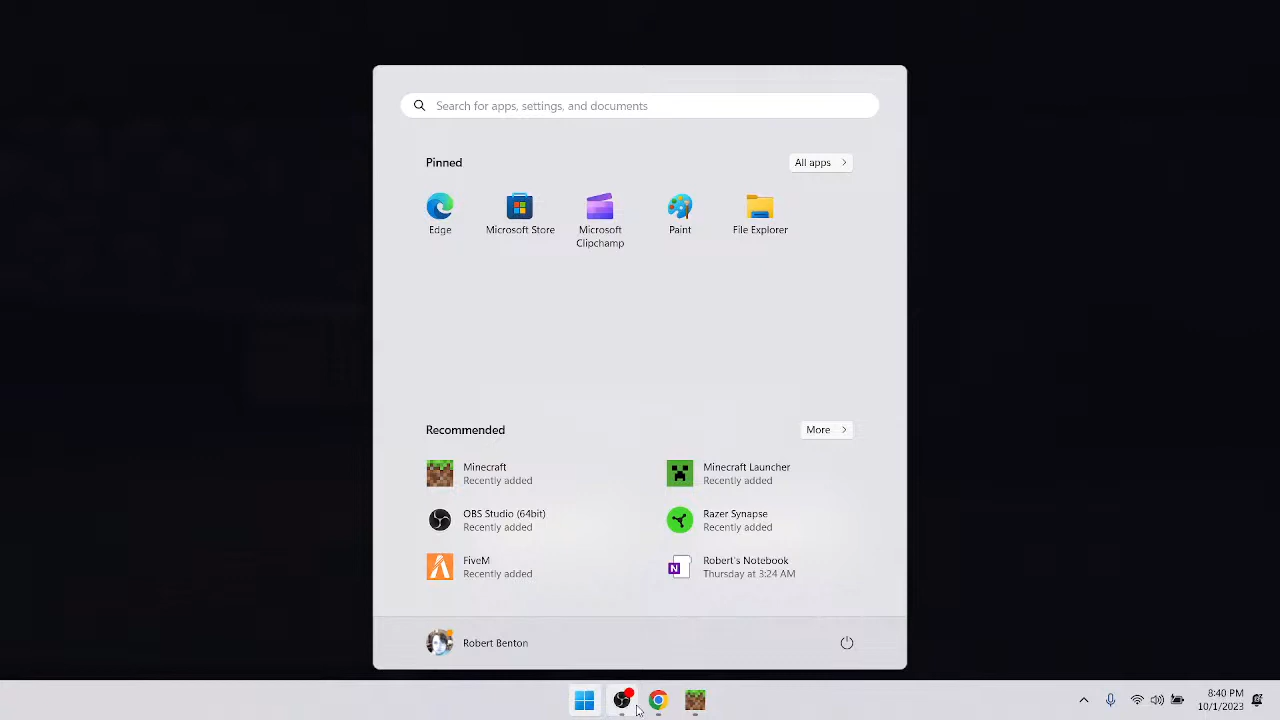 Search for apps, settings, and documents
Pinned
All apps
Edge
Microsoft Store
Microsoft
Clipchamp
Paint
File Explorer
Recommended
More
Minecraft
Recently added
Minecraft Launcher
Recently added
OBS Studio (64bit)
Recently added
Razer Synapse
Recently added
FiveM
Recently added
N
Robert's Notebook
Thursday at 3:24 AM
Robert Benton
8:40 PM
10/1/2023